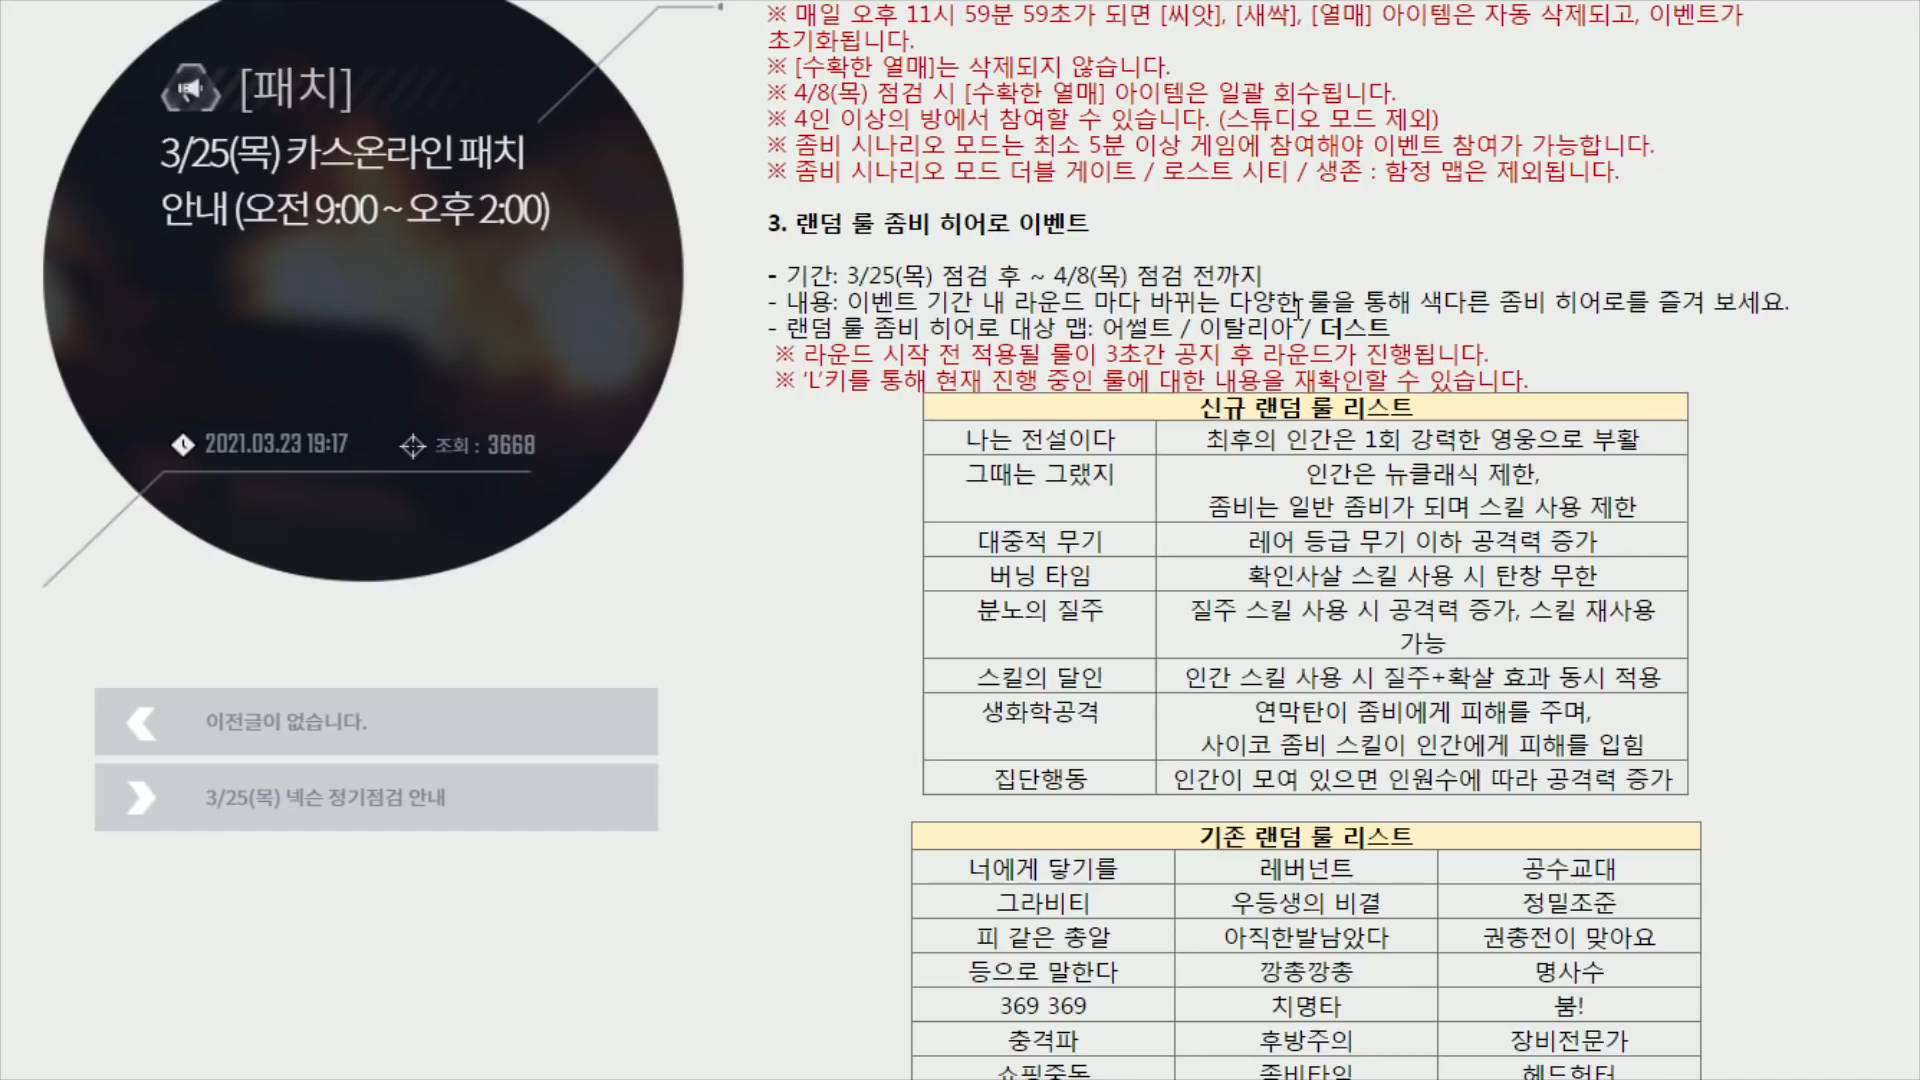 [패치]
3/25(목) 카스온라인 패치
안내 (오전 9:00 ~ 오후 2:00)
2021.03.23 19:17
조회 : 3668
이전글이 없습니다.
3/25(목) 넥슨 정기점검 안내
※ 매일 오후 11시 59분 59초가 되면 [씨앗], [새싹], [열매] 아이템은 자동 삭제되고, 이벤트가
초기화됩니다.
※ [수확한 열매]는 삭제되지 않습니다.
※ 4/8(목) 점검 시 [수확한 열매] 아이템은 일괄 회수됩니다.
※ 4인 이상의 방에서 참여할 수 있습니다. (스튜디오 모드 제외)
※ 좀비 시나리오 모드는 최소 5분 이상 게임에 참여해야 이벤트 참여가 가능합니다.
※ 좀비 시나리오 모드 더블 게이트 / 로스트 시티 / 생존 : 함정 맵은 제외됩니다.
3. 랜덤 룰 좀비 히어로 이벤트
- 기간: 3/25(목) 점검 후 ~ 4/8(목) 점검 전까지
- 내용: 이벤트 기간 내 라운드 마다 바뀌는 다양한 룰을 통해 색다른 좀비 히어로를 즐겨 보세요.
- 랜덤 룰 좀비 히어로 대상 맵: 어썰트 / 이탈리아 / 더스트
※ 라운드 시작 전 적용될 룰이 3초간 공지 후 라운드가 진행됩니다.
※ ‘L’키를 통해 현재 진행 중인 룰에 대한 내용을 재확인할 수 있습니다.
신규 랜덤 룰 리스트
나는 전설이다 최후의 인간은 1회 강력한 영웅으로 부활
그때는 그랬지 인간은 뉴클래식 제한,
좀비는 일반 좀비가 되며 스킬 사용 제한
대중적 무기 레어 등급 무기 이하 공격력 증가
버닝 타임 확인사살 스킬 사용 시 탄창 무한
분노의 질주 질주 스킬 사용 시 공격력 증가, 스킬 재사용
가능
스킬의 달인 인간 스킬 사용 시 질주+확살 효과 동시 적용
생화학공격 연막탄이 좀비에게 피해를 주며,
사이코 좀비 스킬이 인간에게 피해를 입힘
집단행동 인간이 모여 있으면 인원수에 따라 공격력 증가
기존 랜덤 룰 리스트
너에게 닿기를 레버넌트 공수교대
그라비티 우등생의 비결 정밀조준
피 같은 총알 아직한발남았다 권총전이 맞아요
등으로 말한다 깡총깡총 명사수
369 369 치명타 붐!
충격파 후방주의 장비전문가
쇼핑중독 좀비타임 헤드헌터